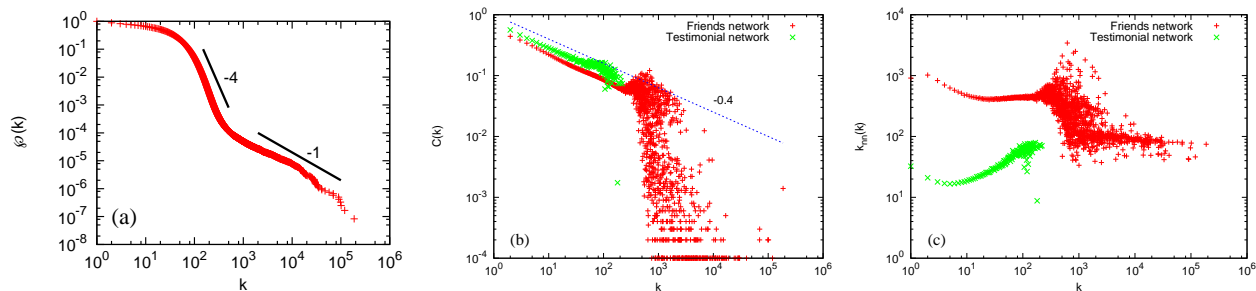 10^0
10^-1
10^-2
10^-3
10^-4
10^-5
10^-6
10^-7
10^-8
℘(k)
-4
-1
(a)
10^0 10^1 10^2 10^3 10^4 10^5 10^6
k
10^0
10^-1
10^-2
10^-3
10^-4
C(k)
Friends network
Testimonial network
-0.4
(b)
10^0 10^1 10^2 10^3 10^4 10^5 10^6
k
10^4
10^3
10^2
10^1
10^0
k_nn(k)
Friends network
Testimonial network
(c)
10^0 10^1 10^2 10^3 10^4 10^5 10^6
k